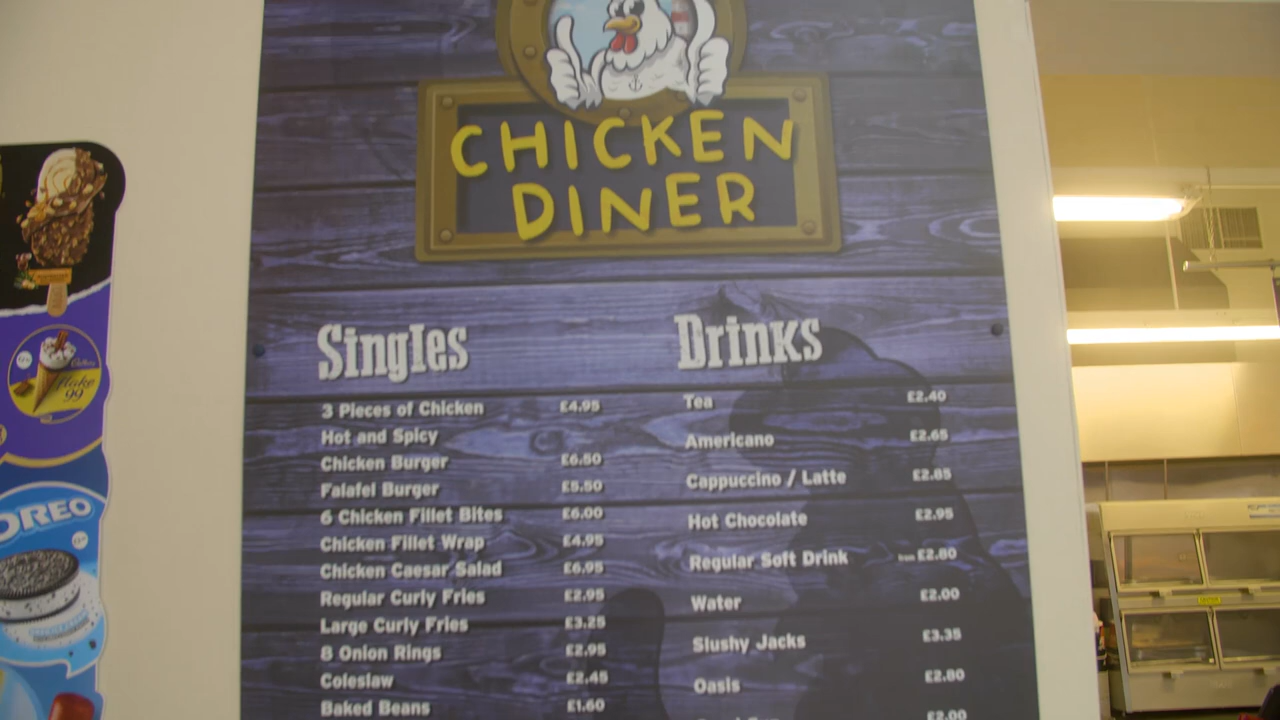 CHICKEN
DINER
Singles
3 Pieces of Chicken £4.95
Hot and Spicy
Chicken Burger £6.50
Falafel Burger £5.50
6 Chicken Fillet Bites £6.00
Chicken Fillet Wrap £4.95
Chicken Caesar Salad £6.95
Regular Curly Fries £2.95
Large Curly Fries £3.25
8 Onion Rings £2.95
Coleslaw £2.45
Baked Beans £1.60
Drinks
Tea £2.40
Americano £2.65
Cappuccino / Latte £2.85
Hot Chocolate £2.95
Regular Soft Drink from £2.80
Water £2.00
Slushy Jacks £3.35
Oasis £2.80
£2.00
Cadbury
flake
99
OREO